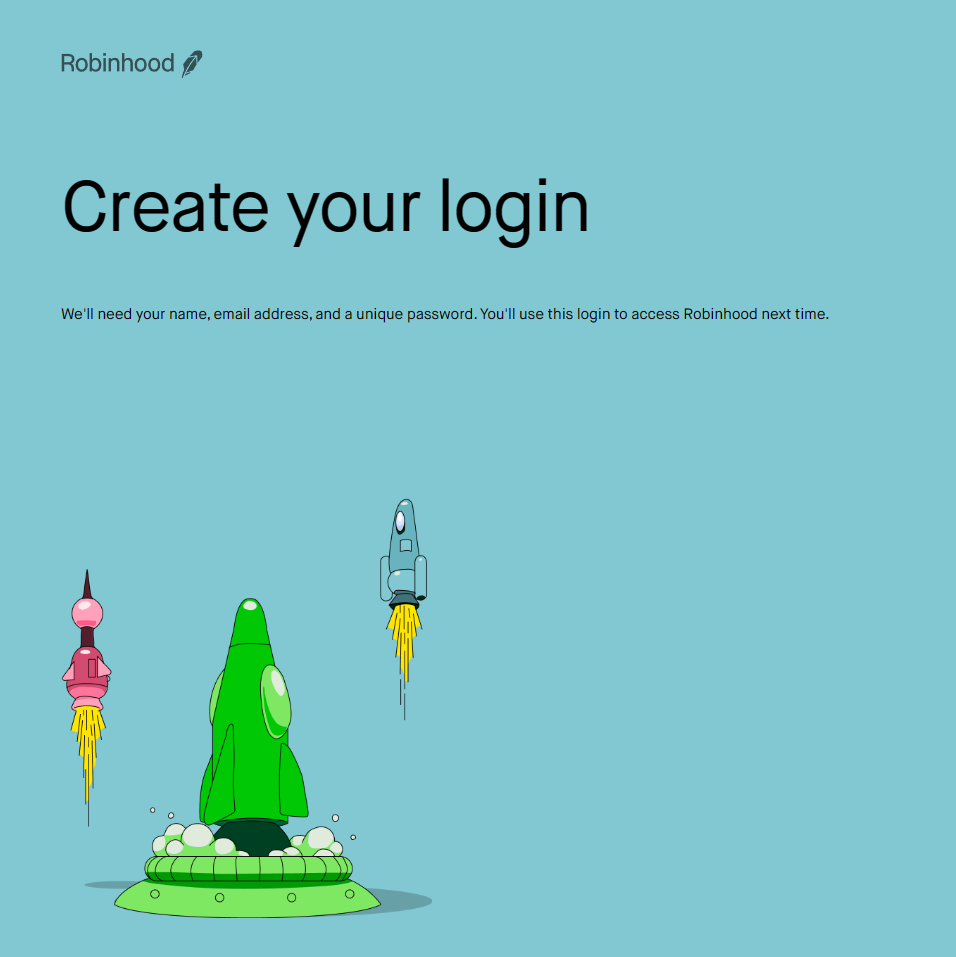 Robinhood
Create your login
We'll need your name, email address, and a unique password. You'll use this login to access Robinhood next time.